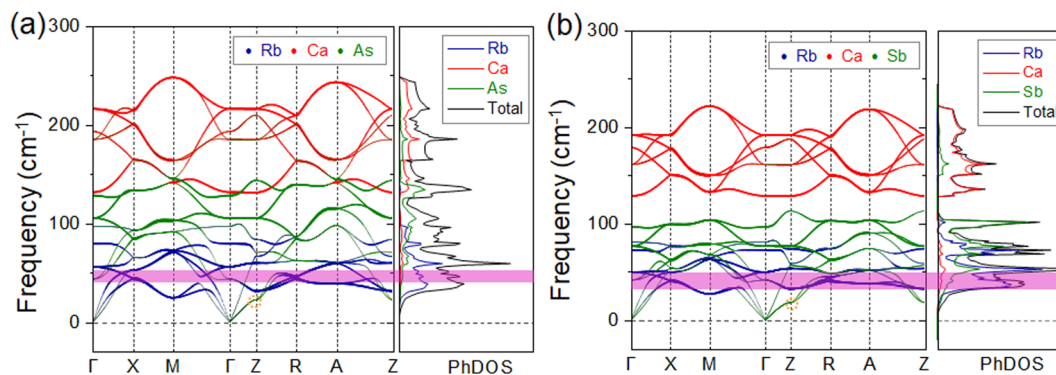 (a)
300
200
100
0
Frequency (cm⁻¹)
Rb Ca As
Γ X M Γ Z R A Z
Rb
Ca
As
Total
PhDOS
(b)
300
200
100
0
Frequency (cm⁻¹)
Rb Ca Sb
Γ X M Γ Z R A Z
Rb
Ca
Sb
Total
PhDOS